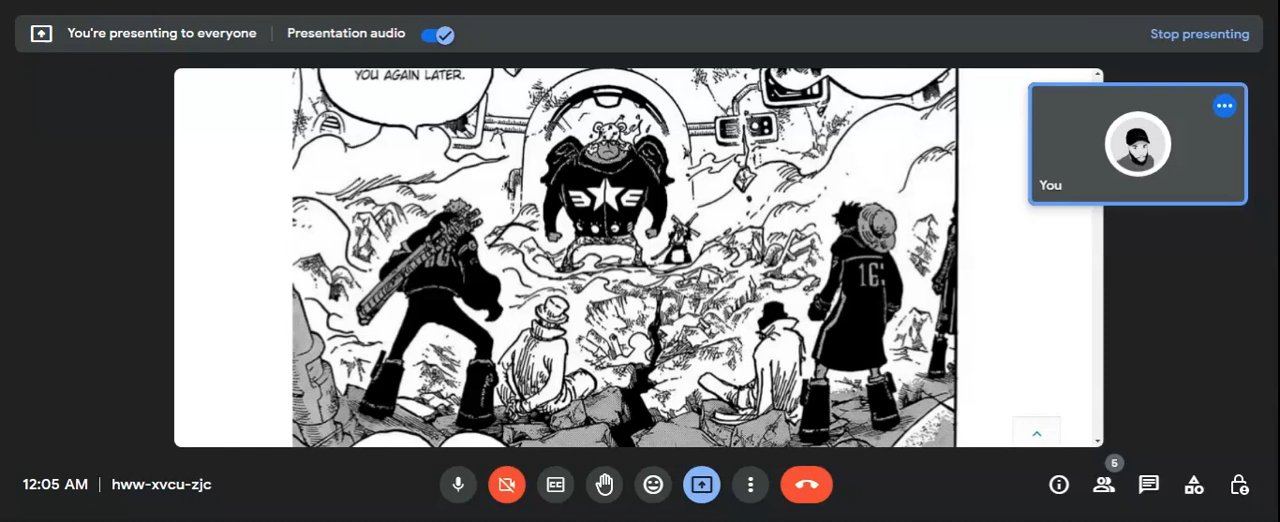 You're presenting to everyone
Presentation audio
Stop presenting
YOU AGAIN LATER.
You
16
12:05 AM | hww-xvcu-zjc
CC
5